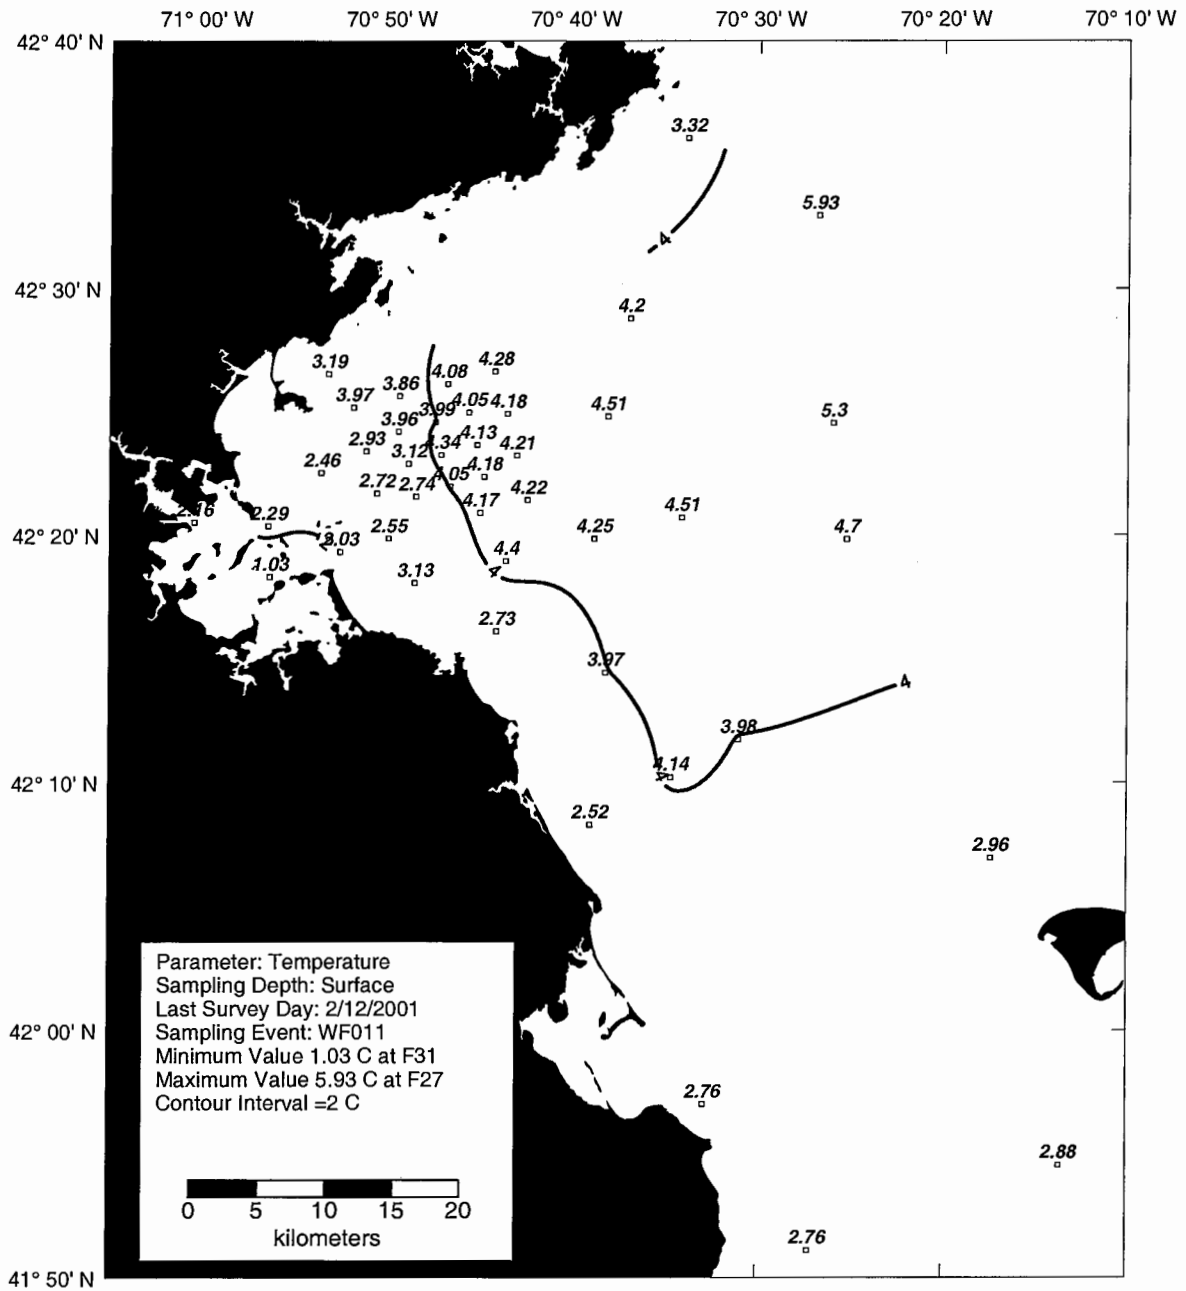 71° 00' W 70° 50' W 70° 40' W 70° 30' W 70° 20' W 70° 10' W
42° 40' N
3.32
5.93
4
42° 30' N
4.2
4.28
3.19
4.08
3.86
3.97
4.05 4.18
3.99
4.51
5.3
3.96
2.93
4.13
4.34
4.21
3.12
2.46
4.18
4.05
2.72 2.74
4.22
4.17
4.51
2.16
2.29
2.55
4.25
4.7
42° 20' N
2.03
4.4
1.03
3.13
4
2.73
3.97
4
3.98
4.14
4
42° 10' N
2.52
2.96
Parameter: Temperature
Sampling Depth: Surface
Last Survey Day: 2/12/2001
Sampling Event: WF011
Minimum Value 1.03 C at F31
Maximum Value 5.93 C at F27
Contour Interval =2 C
0 5 10 15 20
kilometers
42° 00' N
2.76
2.88
2.76
41° 50' N